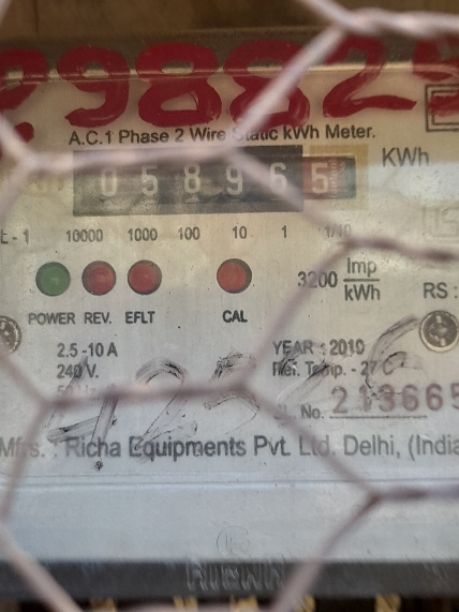 29882
A.C.1 Phase 2 Wire Static kWh Meter.
0 5 8 9 6 5 KWh
10000 1000 100 10 1 1/10
3200 Imp/kWh
RS :
POWER REV. EFLT CAL
2.5-10 A YEAR : 2010
240 V. Ref. Temp. - 27 C
No. 213665
Mfrs. : Richa Equipments Pvt. Ltd. Delhi, (India